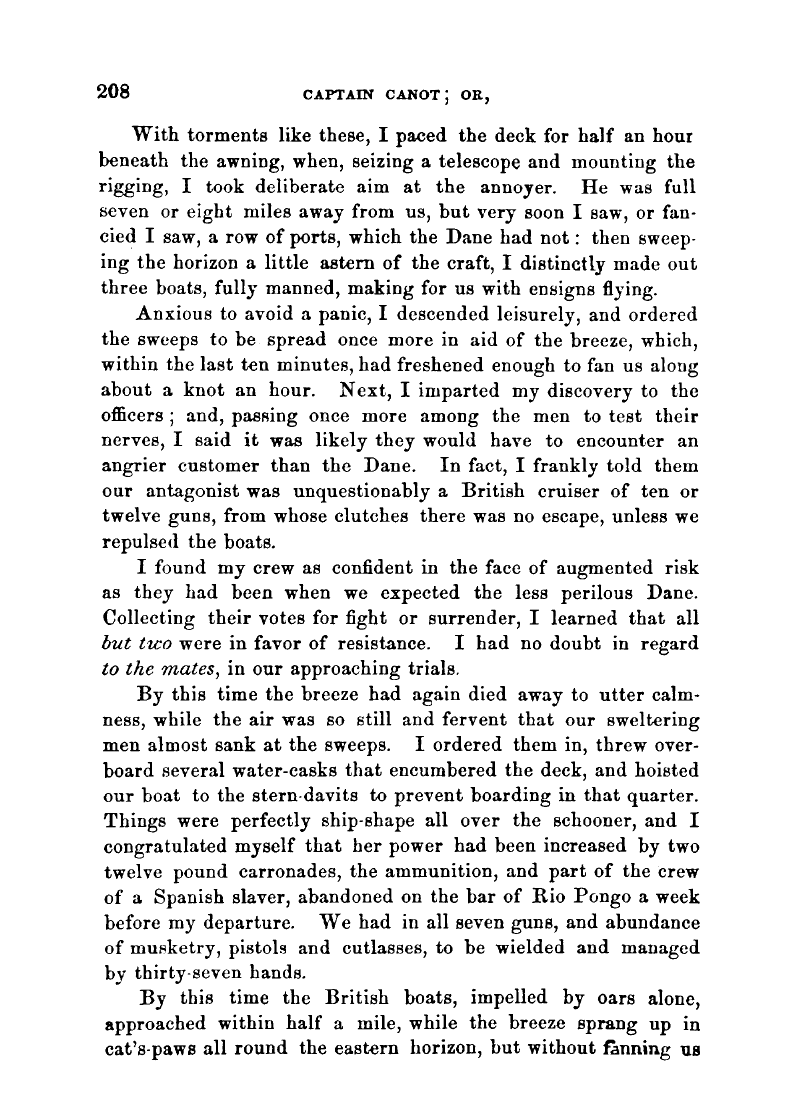 208 CAPTAIN CANOT; OR,
With torments like these, I paced the deck for half an hour
beneath the awning, when, seizing a telescope and mounting the
rigging, I took deliberate aim at the annoyer. He was full
seven or eight miles away from us, but very soon I saw, or fan-
cied I saw, a row of ports, which the Dane had not: then sweep-
ing the horizon a little astern of the craft, I distinctly made out
three boats, fully manned, making for us with ensigns flying.
Anxious to avoid a panic, I descended leisurely, and ordered
the sweeps to be spread once more in aid of the breeze, which,
within the last ten minutes, had freshened enough to fan us along
about a knot an hour. Next, I imparted my discovery to the
officers; and, passing once more among the men to test their
nerves, I said it was likely they would have to encounter an
angrier customer than the Dane. In fact, I frankly told them
our antagonist was unquestionably a British cruiser of ten or
twelve guns, from whose clutches there was no escape, unless we
repulsed the boats.
I found my crew as confident in the face of augmented risk
as they had been when we expected the less perilous Dane.
Collecting their votes for fight or surrender, I learned that all
but two were in favor of resistance. I had no doubt in regard
to the mates, in our approaching trials.
By this time the breeze had again died away to utter calm-
ness, while the air was so still and fervent that our sweltering
men almost sank at the sweeps. I ordered them in, threw over-
board several water-casks that encumbered the deck, and hoisted
our boat to the stern-davits to prevent boarding in that quarter.
Things were perfectly ship-shape all over the schooner, and I
congratulated myself that her power had been increased by two
twelve pound carronades, the ammunition, and part of the crew
of a Spanish slaver, abandoned on the bar of Rio Pongo a week
before my departure. We had in all seven guns, and abundance
of musketry, pistols and cutlasses, to be wielded and managed
by thirty-seven hands.
By this time the British boats, impelled by oars alone,
approached within half a mile, while the breeze sprang up in
cat's-paws all round the eastern horizon, but without fanning us